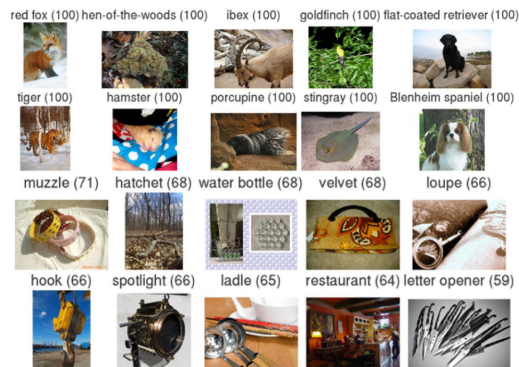 red fox (100) hen-of-the-woods (100) ibex (100) goldfinch (100) flat-coated retriever (100)
tiger (100) hamster (100) porcupine (100) stingray (100) Blenheim spaniel (100)
muzzle (71) hatchet (68) water bottle (68) velvet (68) loupe (66)
hook (66) spotlight (66) ladle (65) restaurant (64) letter opener (59)